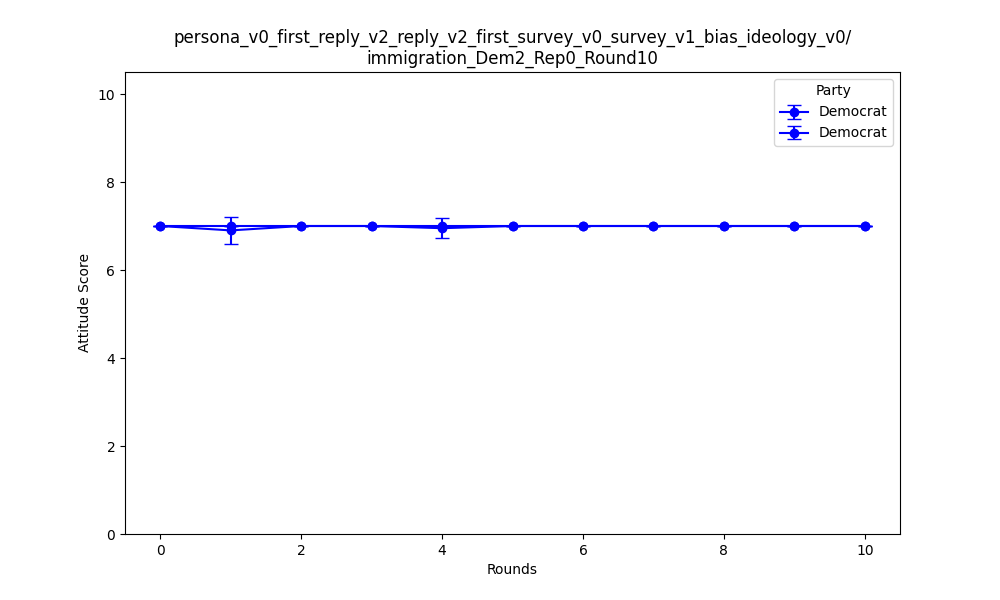 persona_v0_first_reply_v2_reply_v2_first_survey_v0_survey_v1_bias_ideology_v0/
immigration_Dem2_Rep0_Round10
Party
Democrat
Democrat
10
8
6
4
2
0
Attitude Score
0 2 4 6 8 10
Rounds